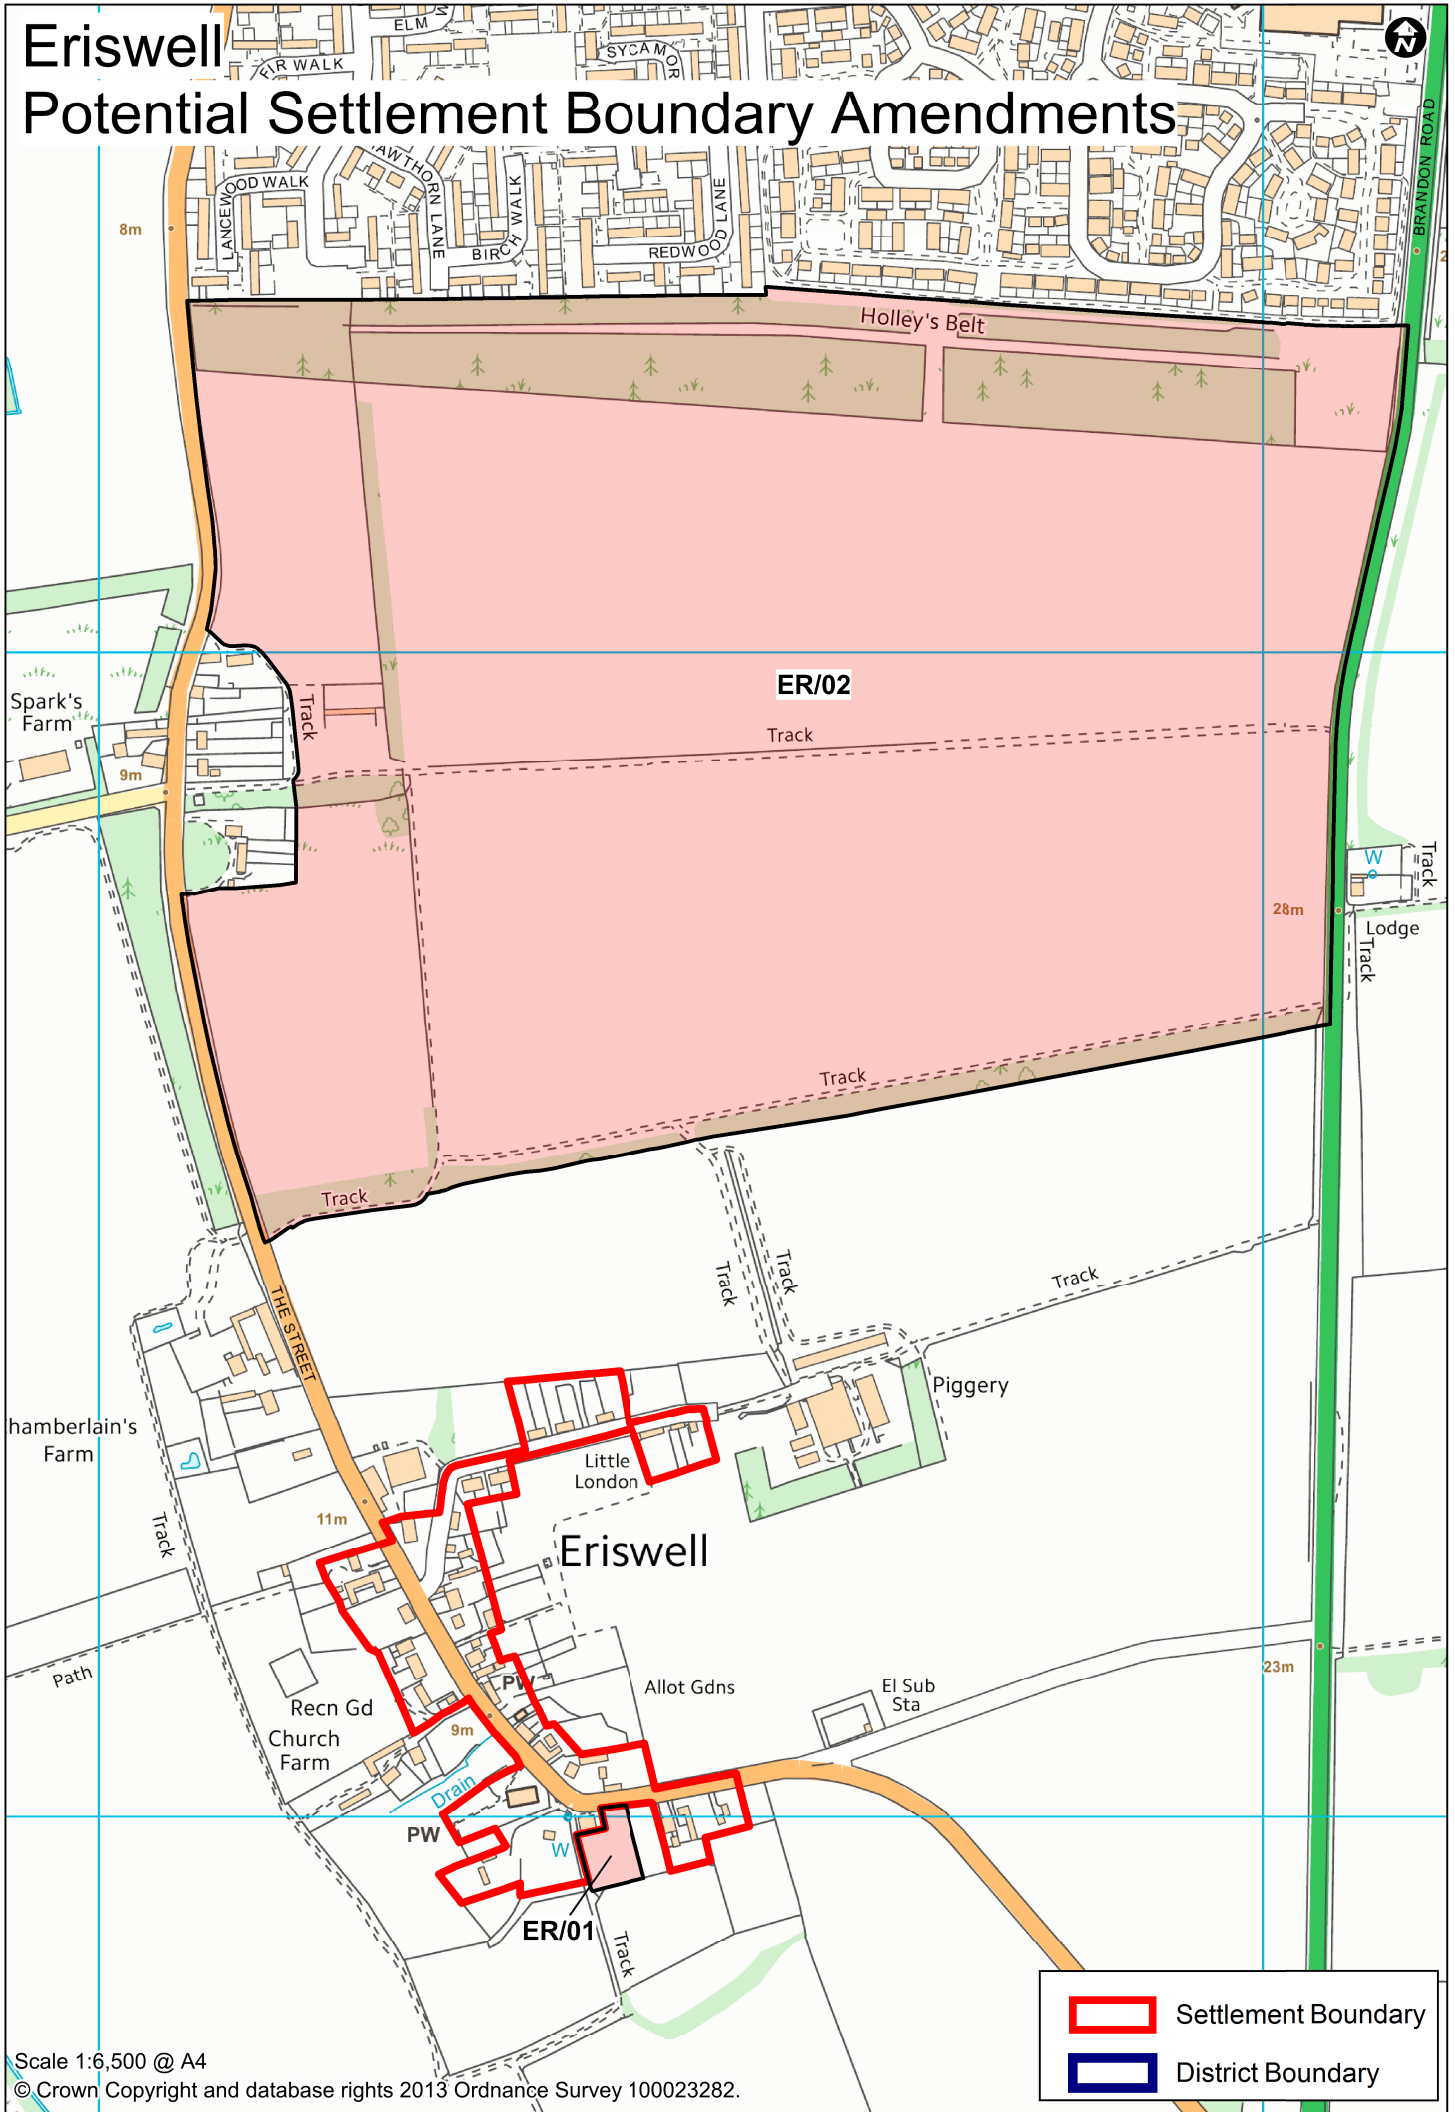 Eriswell
Potential Settlement Boundary Amendments
N
ELM
FIR WALK
SYCAMOR
LANCEWOOD WALK
AWTHORN LANE
BIRCH WALK
REDWOOD LANE
BRANDON ROAD
8m
Holley's Belt
Spark's
Farm
Track
ER/02
Track
9m
W
Track
28m
Lodge
Track
Track
Track
THE STREET
Track
Track
Track
Piggery
hamberlain's
Farm
Little
London
11m
Track
Eriswell
Path
PW
Recn Gd
Allot Gdns
El Sub
Sta
23m
Church
Farm
9m
Drain
PW
W
ER/01
Track
Settlement Boundary
District Boundary
Scale 1:6,500 @ A4
© Crown Copyright and database rights 2013 Ordnance Survey 100023282.